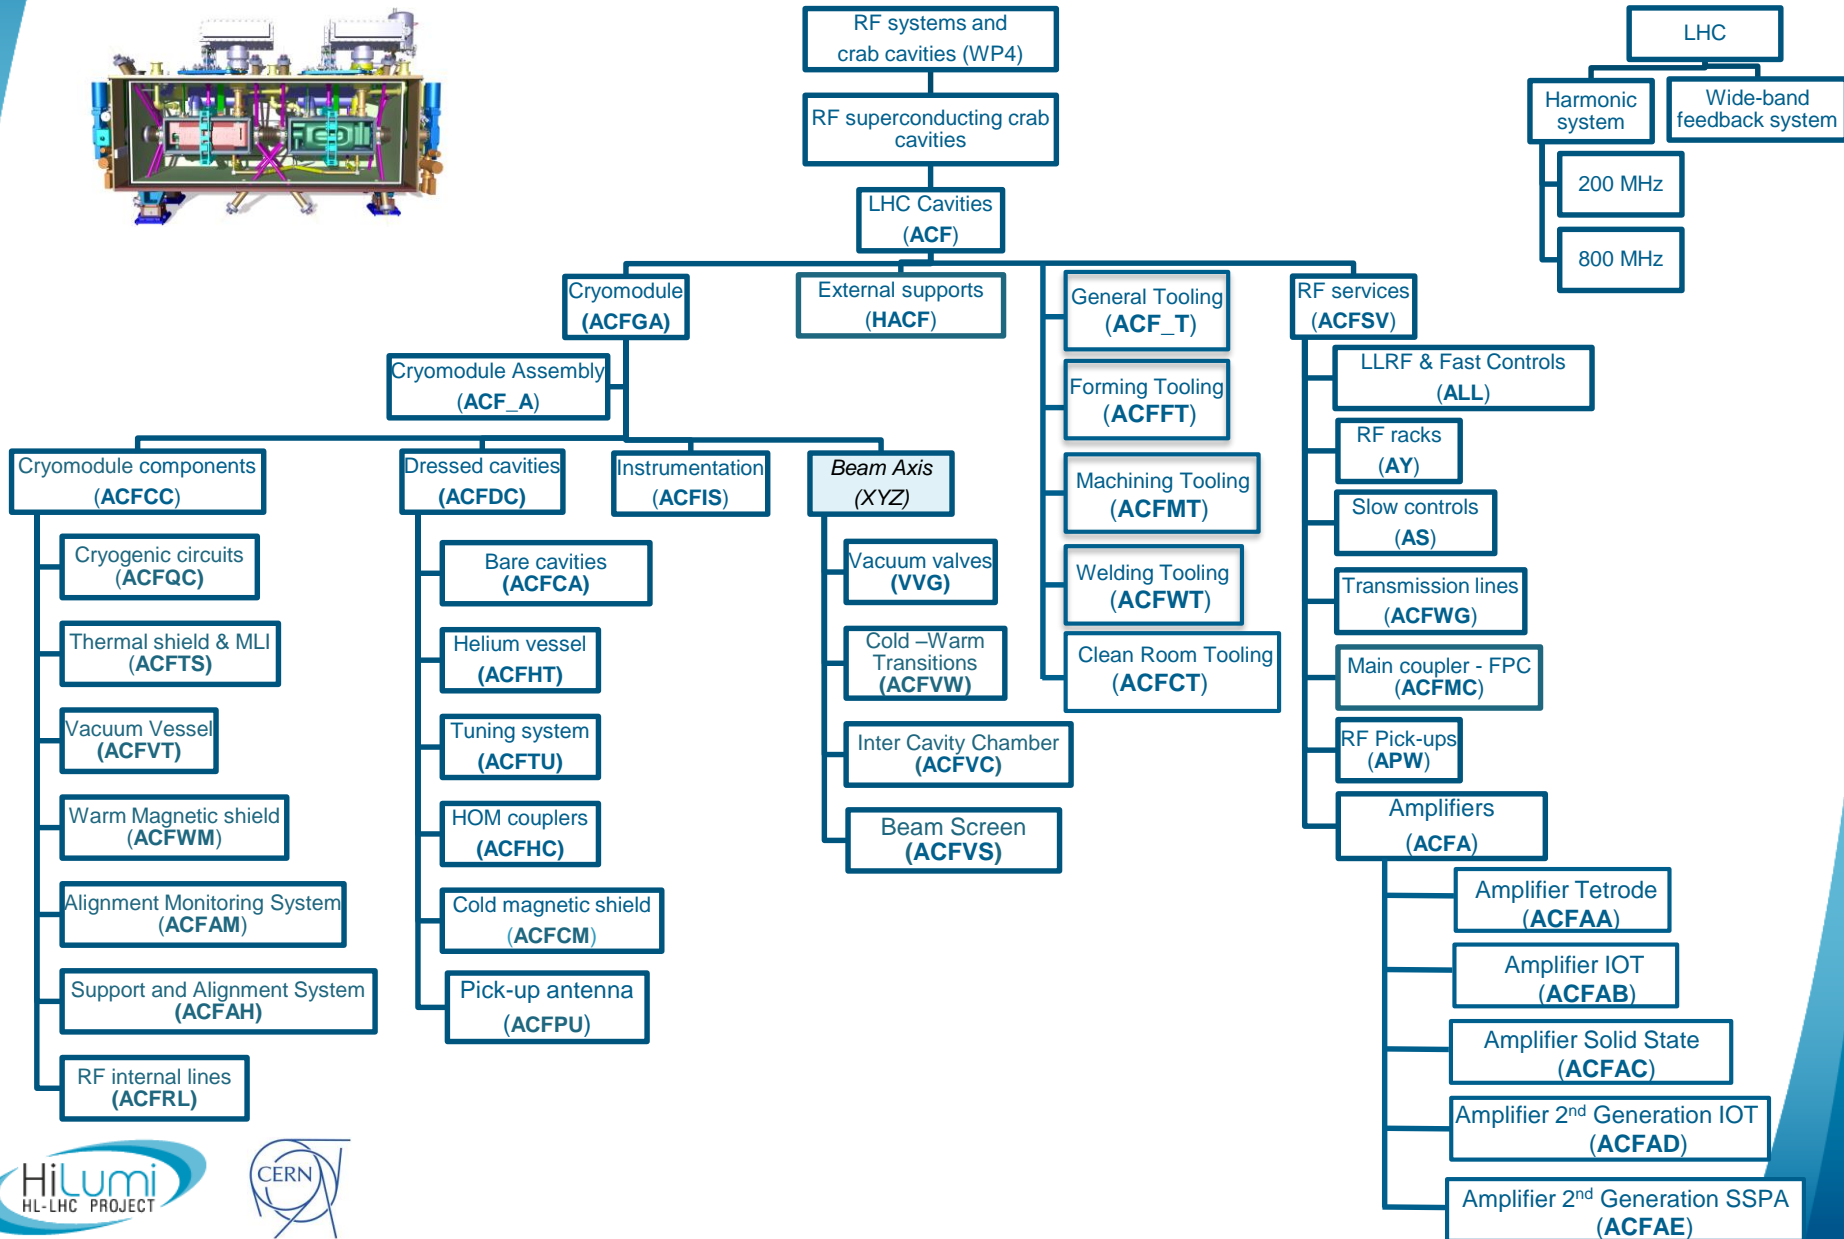 RF systems and
crab cavities (WP4)
RF superconducting crab
cavities
LHC Cavities
(ACF)
LHC
Harmonic
system
Wide-band
feedback system
200 MHz
800 MHz
Cryomodule
(ACFGA)
External supports
(HACF)
General Tooling
(ACF_T)
Forming Tooling
(ACFFT)
Machining Tooling
(ACFMT)
Welding Tooling
(ACFWT)
Clean Room Tooling
(ACFCT)
RF services
(ACFSV)
Cryomodule Assembly
(ACF_A)
Cryomodule components
(ACFCC)
Cryogenic circuits
(ACFQC)
Thermal shield & MLI
(ACFTS)
Vacuum Vessel
(ACFVT)
Warm Magnetic shield
(ACFWM)
Alignment Monitoring System
(ACFAM)
Support and Alignment System
(ACFAH)
RF internal lines
(ACFRL)
Dressed cavities
(ACFDC)
Bare cavities
(ACFCA)
Helium vessel
(ACFHT)
Tuning system
(ACFTU)
HOM couplers
(ACFHC)
Cold magnetic shield
(ACFCM)
Pick-up antenna
(ACFPU)
Instrumentation
(ACFIS)
Beam Axis
(XYZ)
Vacuum valves
(VVG)
Cold –Warm
Transitions
(ACFVW)
Inter Cavity Chamber
(ACFVC)
Beam Screen
(ACFVS)
LLRF & Fast Controls
(ALL)
RF racks
(AY)
Slow controls
(AS)
Transmission lines
(ACFWG)
Main coupler - FPC
(ACFMC)
RF Pick-ups
(APW)
Amplifiers
(ACFA)
Amplifier Tetrode
(ACFAA)
Amplifier IOT
(ACFAB)
Amplifier Solid State
(ACFAC)
Amplifier 2nd Generation IOT
(ACFAD)
Amplifier 2nd Generation SSPA
(ACFAE)
HiLumi
HL-LHC PROJECT
CERN